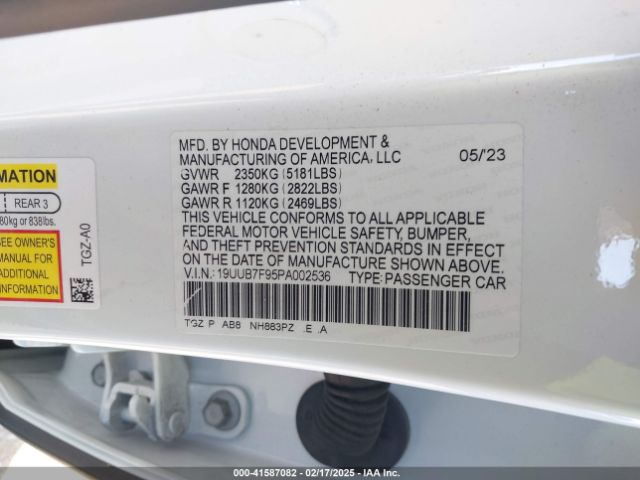 MFD. BY HONDA DEVELOPMENT &
MANUFACTURING OF AMERICA, LLC 05/'23
GVWR 2350KG (5181LBS)
GAWR F 1280KG (2822LBS)
GAWR R 1120KG (2469LBS)
THIS VEHICLE CONFORMS TO ALL APPLICABLE
FEDERAL MOTOR VEHICLE SAFETY, BUMPER,
AND THEFT PREVENTION STANDARDS IN EFFECT
ON THE DATE OF MANUFACTURE SHOWN ABOVE.
V.I.N.: 19UUB7F95PA002536 TYPE: PASSENGER CAR
TGZ P AB8 NH883PZ .E .A
INFORMATION
REAR 3
80kg or 838lbs.
SEE OWNER'S
MANUAL FOR
ADDITIONAL
INFORMATION
TGZ-A0
000-41587082 - 02/17/2025 - IAA Inc.